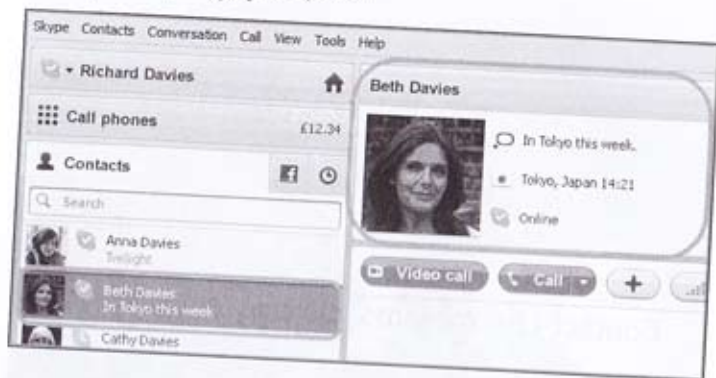 Skype Contacts Conversation Call View Tools Help
Richard Davies
Call phones £12.34
Contacts
Search
Anna Davies
Twilight
Beth Davies
In Tokyo this week
Cathy Davies
Beth Davies
In Tokyo this week.
Tokyo, Japan 14:21
Online
Video call Call